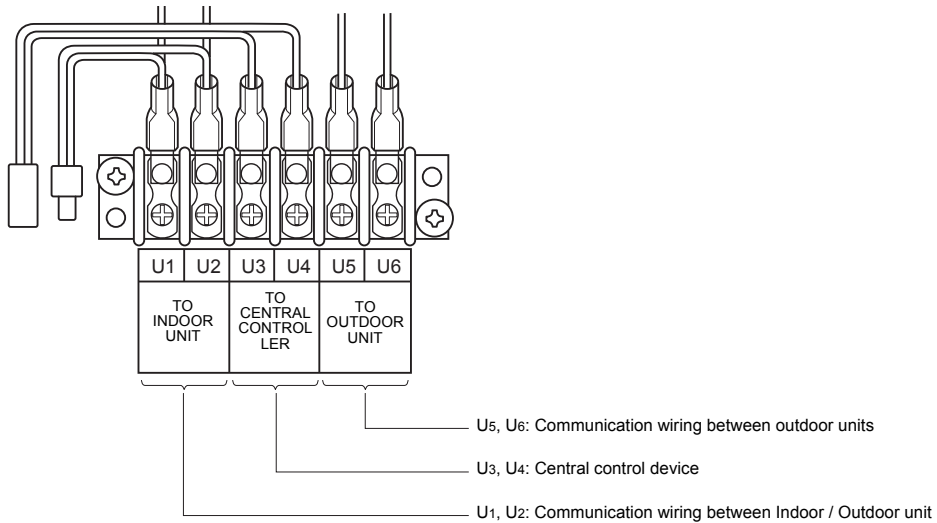 U1 U2 U3 U4 U5 U6
TO
INDOOR
UNIT
TO
CENTRAL
CONTROL
LER
TO
OUTDOOR
UNIT
U5, U6: Communication wiring between outdoor units
U3, U4: Central control device
U1, U2: Communication wiring between Indoor / Outdoor unit